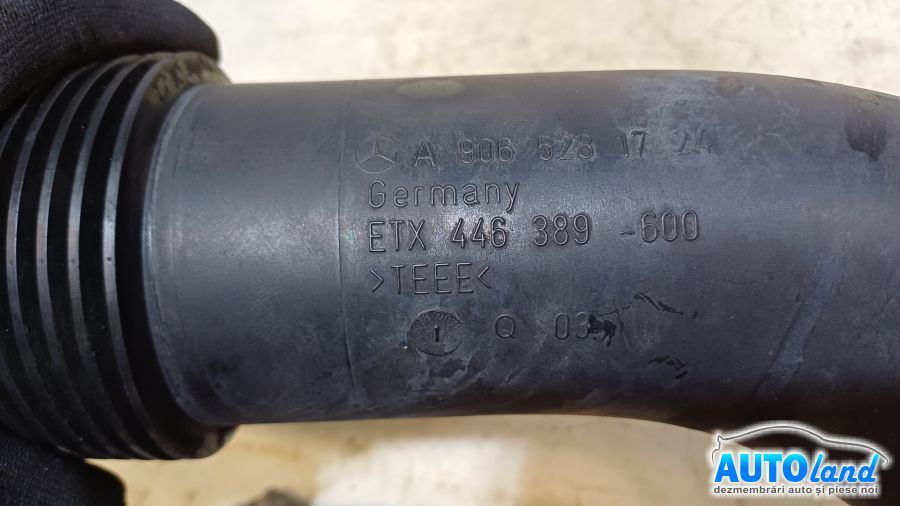 A 906 528 17 24
Germany
ETX 446 389 -600
>TEEE<
Q 03
AUTOland
dezmembrări auto și piese noi